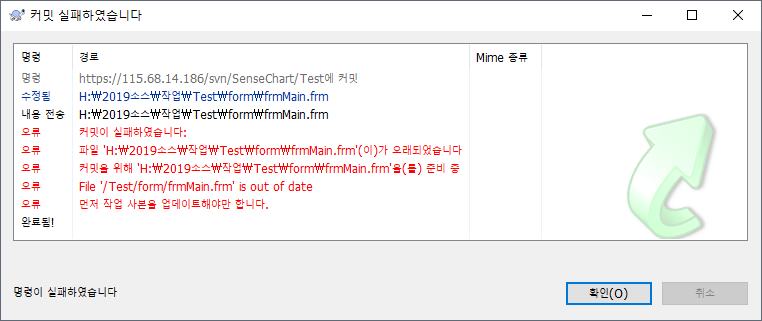 커밋 실패하였습니다
명령 경로 Mime 종류
명령 https://115.68.14.186/svn/SenseChart/Test에 커밋
수정됨 H:₩2019소스₩작업₩Test₩form₩frmMain.frm
내용 전송 H:₩2019소스₩작업₩Test₩form₩frmMain.frm
오류 커밋이 실패하였습니다:
오류 파일 'H:₩2019소스₩작업₩Test₩form₩frmMain.frm'(이)가 오래되었습니다
오류 커밋을 위해 'H:₩2019소스₩작업₩Test₩form₩frmMain.frm'을(를) 준비 중
오류 File '/Test/form/frmMain.frm' is out of date
오류 먼저 작업 사본을 업데이트해야만 합니다.
완료됨!
명령이 실패하였습니다 확인(O) 취소